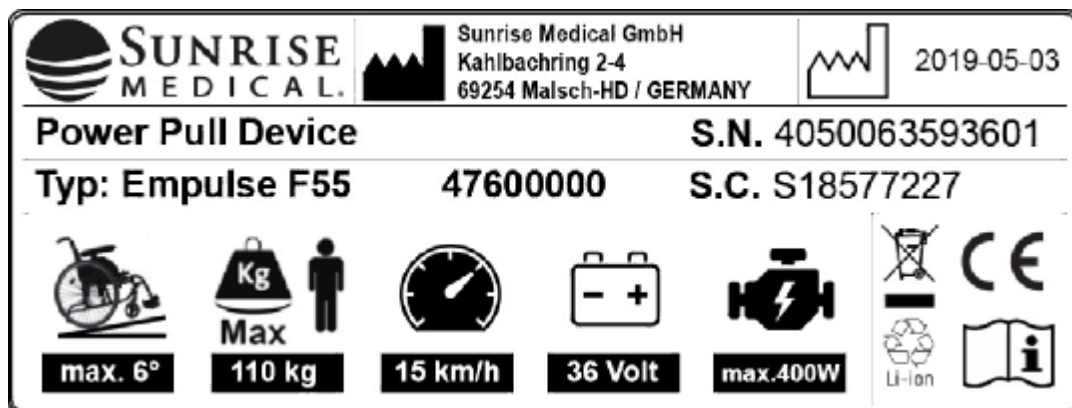 SUNRISE
MEDICAL.
Sunrise Medical GmbH
Kahlbachring 2-4
69254 Malsch-HD / GERMANY
2019-05-03
Power Pull Device S.N. 4050063593601
Typ: Empulse F55 47600000 S.C. S18577227
Kg
Max
max. 6° 110 kg 15 km/h 36 Volt max.400W
CE
Li-ion
i